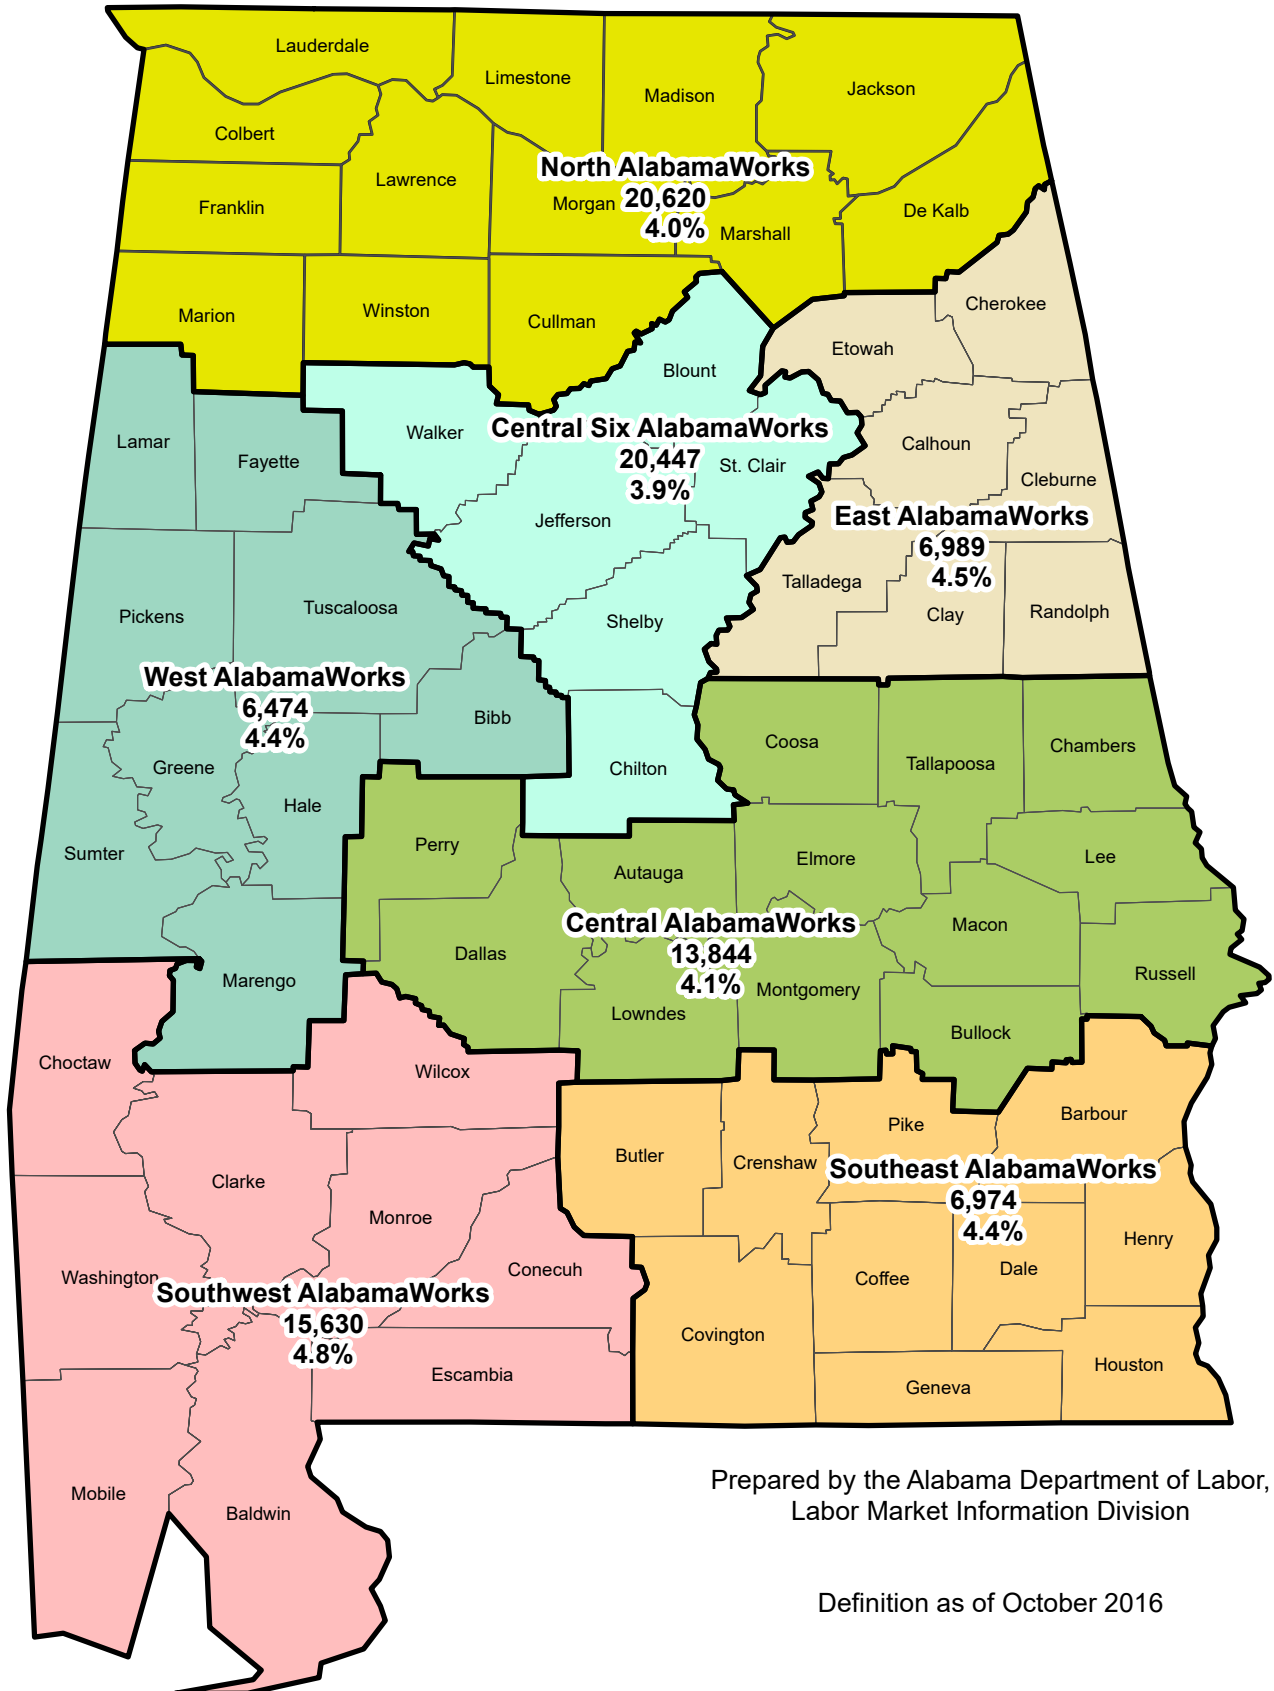 Lauderdale
Limestone
Madison
Jackson
Colbert
Lawrence
North AlabamaWorks
20,620
4.0%
Franklin
Morgan
Marshall
De Kalb
Marion
Winston
Cullman
Cherokee
Etowah
Blount
Walker
Central Six AlabamaWorks
20,447
3.9%
St. Clair
Calhoun
Cleburne
Lamar
Fayette
Jefferson
East AlabamaWorks
6,989
4.5%
Talladega
Clay
Randolph
Pickens
Tuscaloosa
Shelby
West AlabamaWorks
6,474
4.4%
Bibb
Greene
Hale
Chilton
Coosa
Tallapoosa
Chambers
Sumter
Perry
Autauga
Elmore
Lee
Central AlabamaWorks
13,844
4.1%
Macon
Dallas
Marengo
Lowndes
Montgomery
Russell
Bullock
Choctaw
Wilcox
Barbour
Pike
Butler
Crenshaw
Southeast AlabamaWorks
6,974
4.4%
Clarke
Monroe
Henry
Washington
Conecuh
Coffee
Dale
Southwest AlabamaWorks
15,630
4.8%
Covington
Escambia
Geneva
Houston
Mobile
Baldwin
Prepared by the Alabama Department of Labor,
Labor Market Information Division
Definition as of October 2016